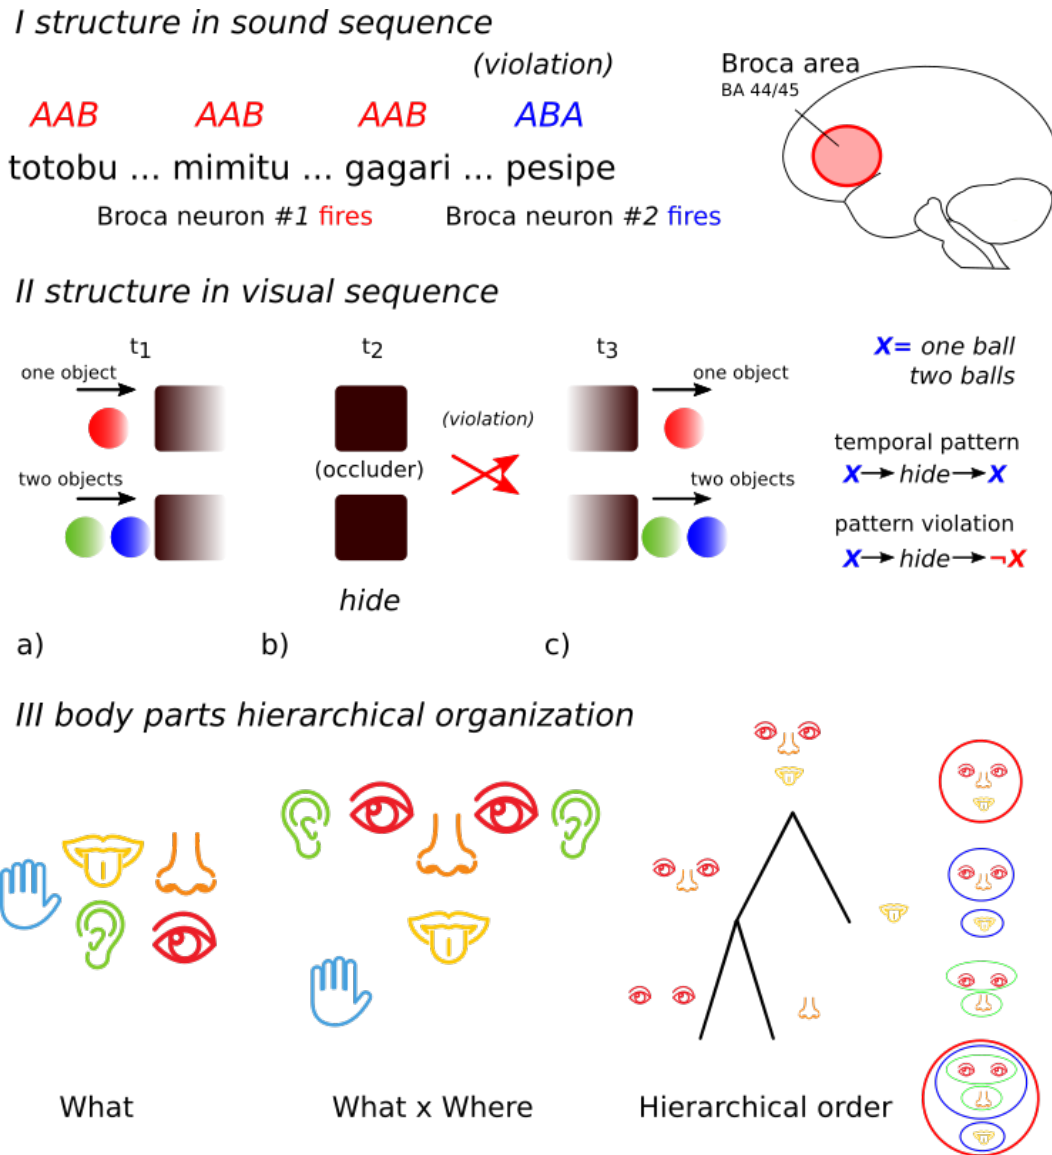 I structure in sound sequence
(violation)
Broca area
BA 44/45
AAB AAB AAB ABA
totobu ... mimitu ... gagari ... pesipe
Broca neuron #1 fires Broca neuron #2 fires
II structure in visual sequence
t1 t2 t3
X= one ball
two balls
one object
(violation)
one object
(occluder)
two objects
two objects
temporal pattern
X→hide→X
pattern violation
X→hide→¬X
hide
a) b) c)
III body parts hierarchical organization
What What x Where Hierarchical order